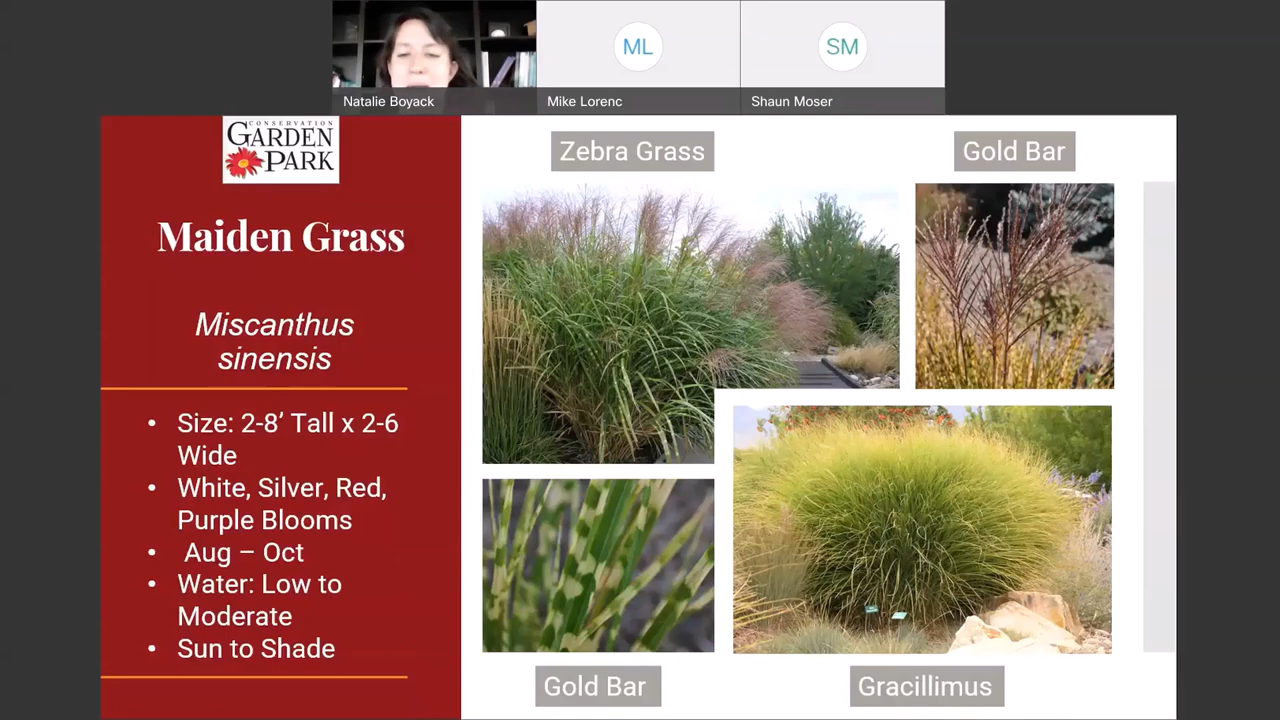 ML
SM
Natalie Boyack
Mike Lorenc
Shaun Moser
CONSERVATION
GARDEN
PARK
Maiden Grass
Miscanthus
sinensis
• Size: 2-8’ Tall x 2-6
Wide
• White, Silver, Red,
Purple Blooms
• Aug – Oct
• Water: Low to
Moderate
• Sun to Shade
Zebra Grass
Gold Bar
Gold Bar
Gracillimus